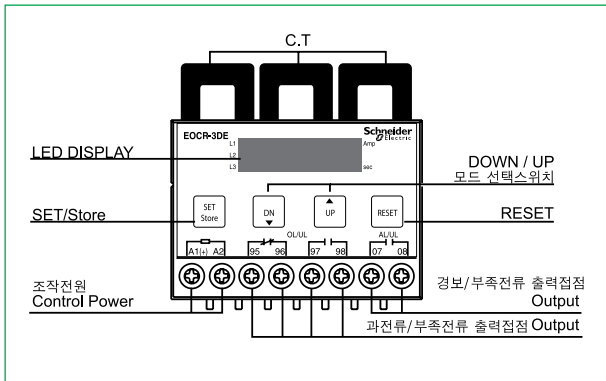 C.T
EOCR-3DE
Schneider
Electric
L1
Amp
L2
L3
sec
LED DISPLAY
DOWN / UP
모드 선택스위치
SET
Store
DN
UP
RESET
SET/Store
RESET
OL/UL
AL/UL
A1(+) A2 95 96 97 98 07 08
조작전원
Control Power
경보/부족전류 출력접점
Output
과전류/부족전류 출력접점 Output